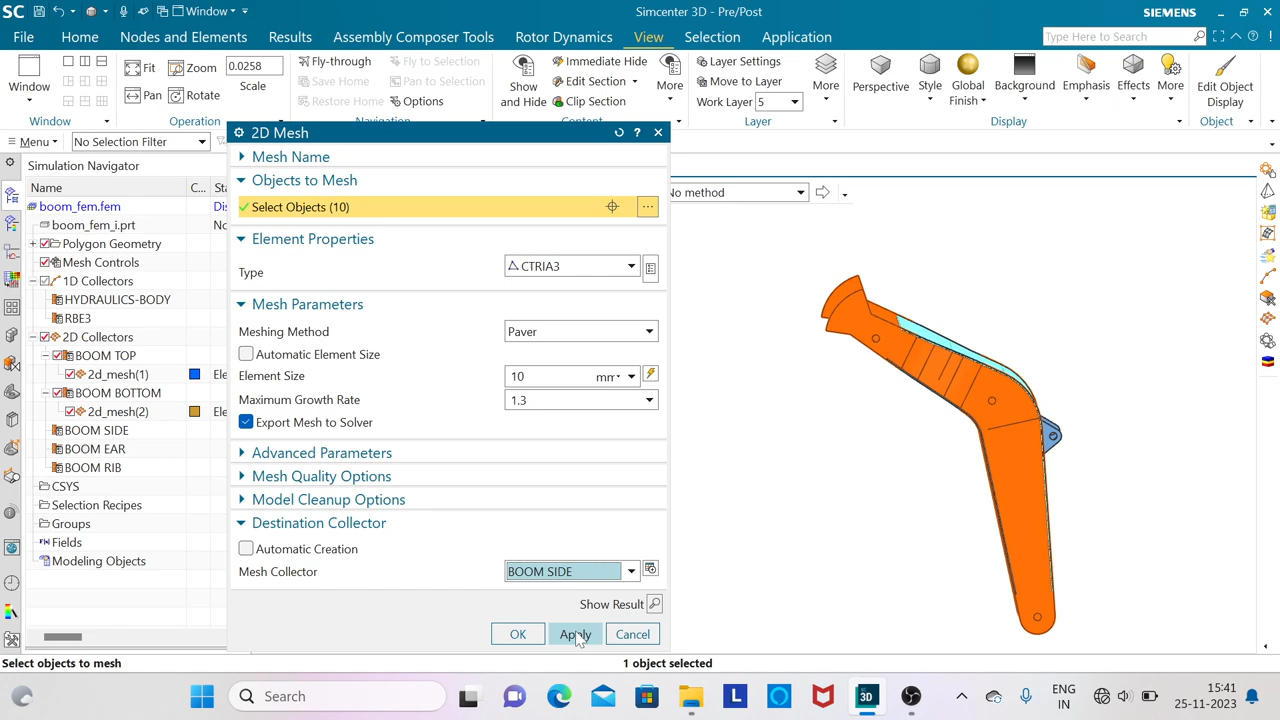 SC Window Simcenter 3D - Pre/Post SIEMENS
File Home Nodes and Elements Results Assembly Composer Tools Rotor Dynamics View Selection Application Type Here to Search
Window
Window
Fit Zoom 0.0258
Pan Rotate Scale
Operation
Fly-through Fly to Selection
Save Home Pan to Selection
Restore Home Options
Show and Hide
Immediate Hide
Edit Section
Clip Section
More
Layer Settings
Move to Layer
Work Layer 5
More
Layer
Perspective Style Global Finish Background Emphasis Effects More
Display
Edit Object Display
Object
Menu No Selection Filter
Simulation Navigator
Name C... Sta
boom_fem.fem Dis
boom_fem_i.prt No
Polygon Geometry
Mesh Controls
1D Collectors
HYDRAULICS-BODY
RBE3
2D Collectors
BOOM TOP
2d_mesh(1) Ele
BOOM BOTTOM
2d_mesh(2) Ele
BOOM SIDE
BOOM EAR
BOOM RIB
CSYS
Selection Recipes
Groups
Fields
Modeling Objects
2D Mesh
Mesh Name
Objects to Mesh
Select Objects (10)
Element Properties
Type CTRIA3
Mesh Parameters
Meshing Method Paver
Automatic Element Size
Element Size 10 mm
Maximum Growth Rate 1.3
Export Mesh to Solver
Advanced Parameters
Mesh Quality Options
Model Cleanup Options
Destination Collector
Automatic Creation
Mesh Collector BOOM SIDE
Show Result
OK Apply Cancel
No method
Select objects to mesh 1 object selected
Search
ENG
IN
15:41
25-11-2023